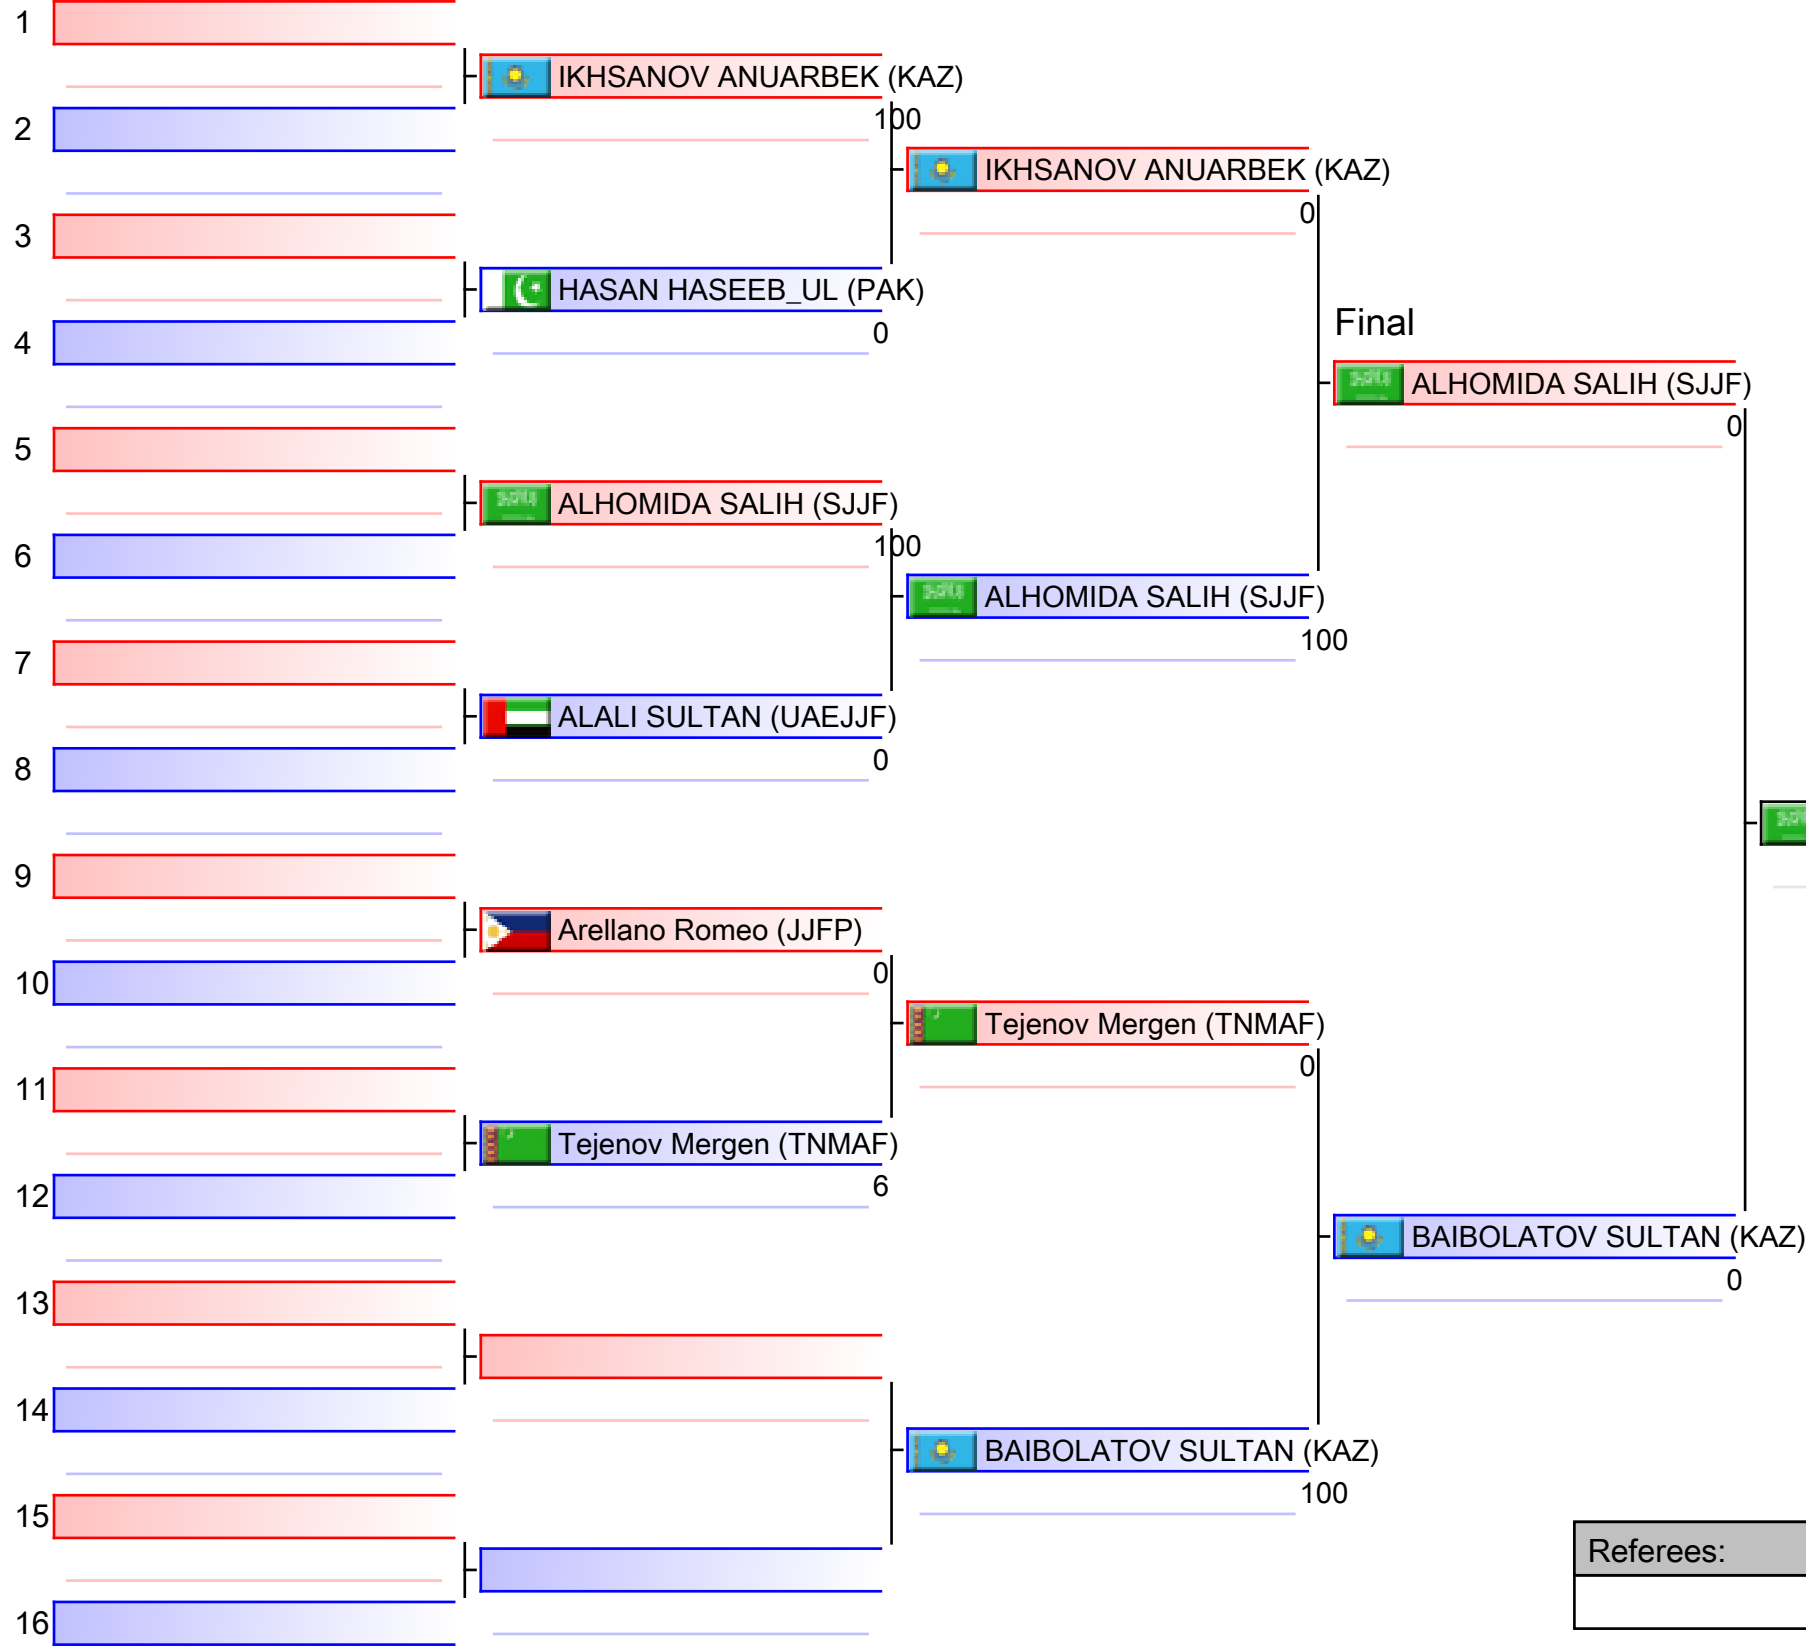 1
IKHSANOV ANUARBEK (KAZ)
100
2
IKHSANOV ANUARBEK (KAZ)
0
3
HASAN HASEEB_UL (PAK)
0
4
Final
ALHOMIDA SALIH (SJJF)
0
5
ALHOMIDA SALIH (SJJF)
100
6
ALHOMIDA SALIH (SJJF)
100
7
ALALI SULTAN (UAEJJF)
0
8
9
Arellano Romeo (JJFP)
0
10
Tejenov Mergen (TNMAF)
0
11
Tejenov Mergen (TNMAF)
6
12
BAIBOLATOV SULTAN (KAZ)
0
13
14
BAIBOLATOV SULTAN (KAZ)
100
15
Referees:
16